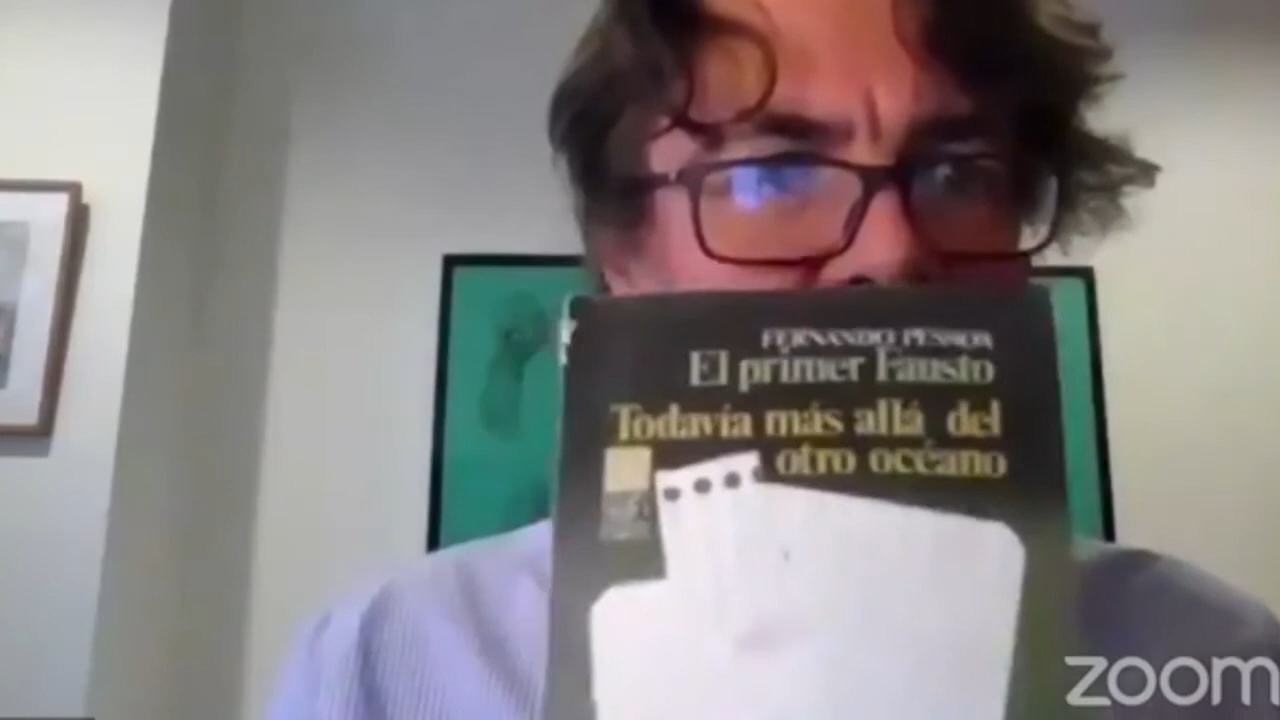 FERNANDO PESSOA
El primer Fausto
Todavía más allá del
otro océano
zoom